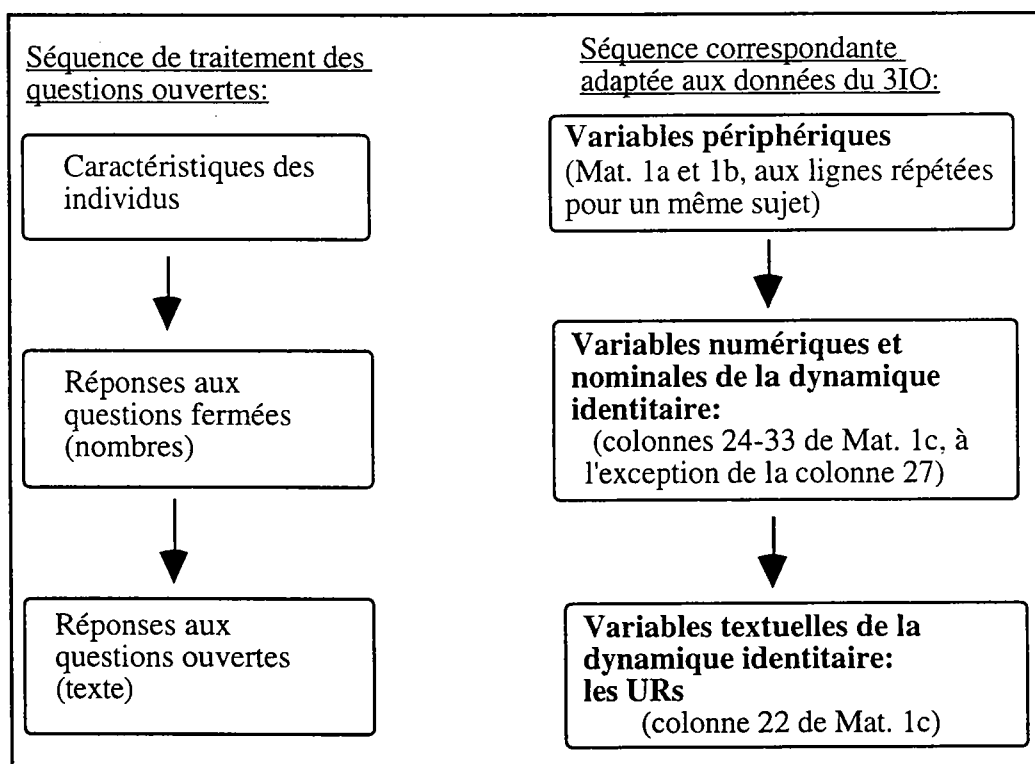 Séquence de traitement des
questions ouvertes:
Caractéristiques des
individus
Réponses aux
questions fermées
(nombres)
Réponses aux
questions ouvertes
(texte)
Séquence correspondante
adaptée aux données du 3IO:
Variables périphériques
(Mat. 1a et 1b, aux lignes répétées
pour un même sujet)
Variables numériques et
nominales de la dynamique
identitaire:
(colonnes 24-33 de Mat. 1c, à
l'exception de la colonne 27)
Variables textuelles de la
dynamique identitaire:
les URs
(colonne 22 de Mat. 1c)